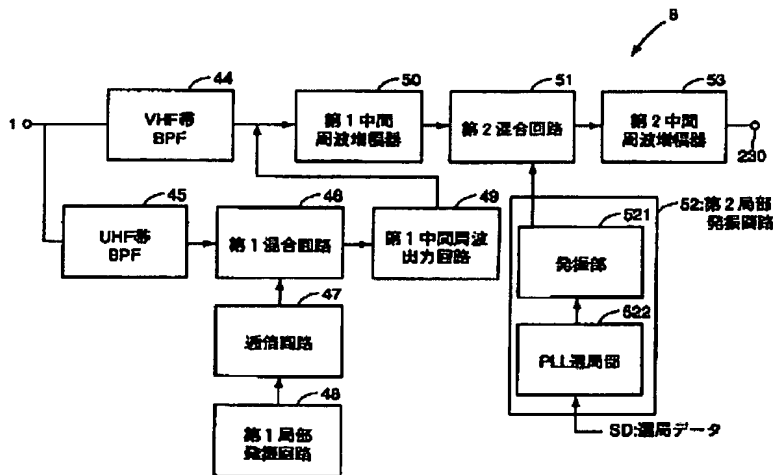 8
44
50
51
53
1
VHF帯
BPF
第1中間
周波増幅器
第2混合回路
第2中間
周波増幅器
230
45
46
49
52:第2局部
発振回路
521
UHF帯
BPF
第1混合回路
第1中間周波
出力回路
発振部
47
522
逓倍回路
PLL選局部
48
第1局部
発振回路
SD:選局データ